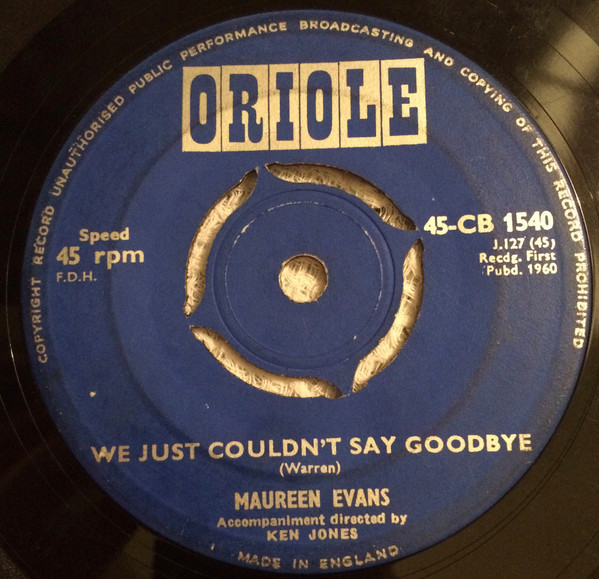 COPYRIGHT RECORD UNAUTHORISED PUBLIC PERFORMANCE BROADCASTING AND COPYING OF THIS RECORD PROHIBITED
ORIOLE
Speed
45 rpm
F.D.H.
45-CB 1540
J.127 (45)
Recdg. First
Pubd. 1960
WE JUST COULDN'T SAY GOODBYE
(Warren)
MAUREEN EVANS
Accompaniment directed by
KEN JONES
MADE IN ENGLAND